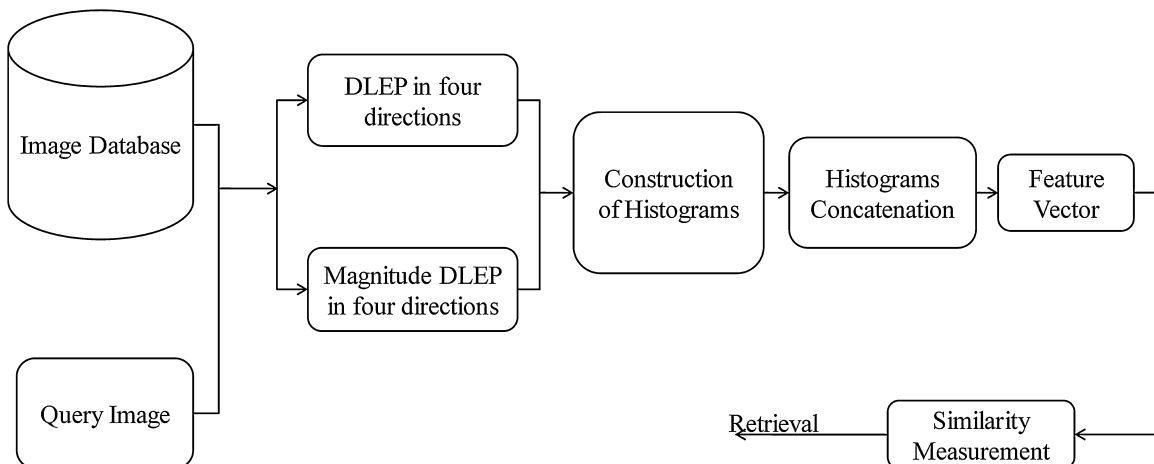 Image Database
Query Image
DLEP in four
directions
Magnitude DLEP
in four directions
Construction
of Histograms
Histograms
Concatenation
Feature
Vector
Similarity
Measurement
Retrieval